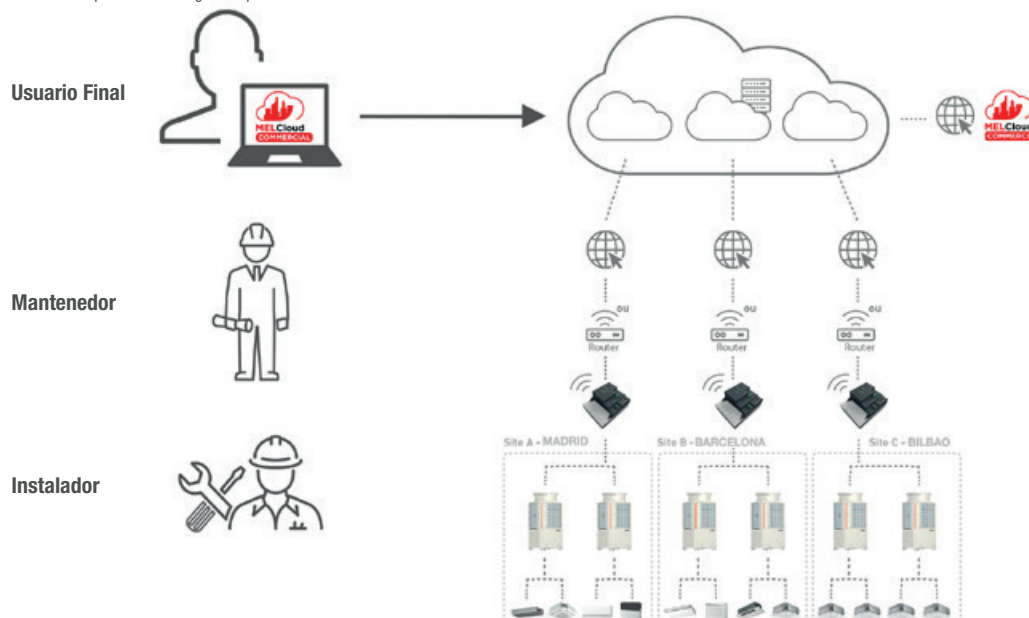 Usuario Final
MELCloud
COMMERCIAL
MELCloud
Mantenedor
ou
Router
ou
Router
ou
Router
Instalador
Site A - MADRID
Site B - BARCELONA
Site C - BILBAO